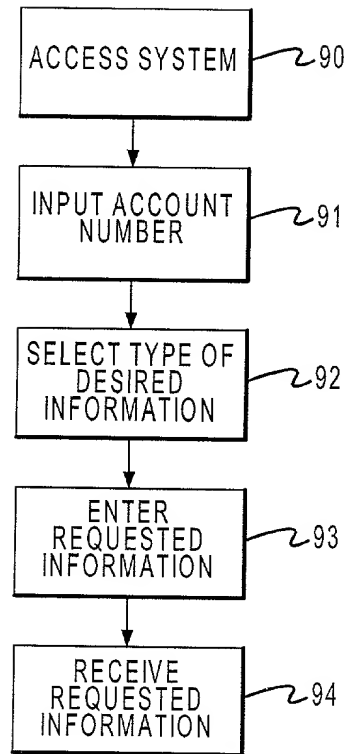 ACCESS SYSTEM
90
INPUT ACCOUNT
NUMBER
91
SELECT TYPE OF
DESIRED
INFORMATION
92
ENTER
REQUESTED
INFORMATION
93
RECEIVE
REQUESTED
INFORMATION
94